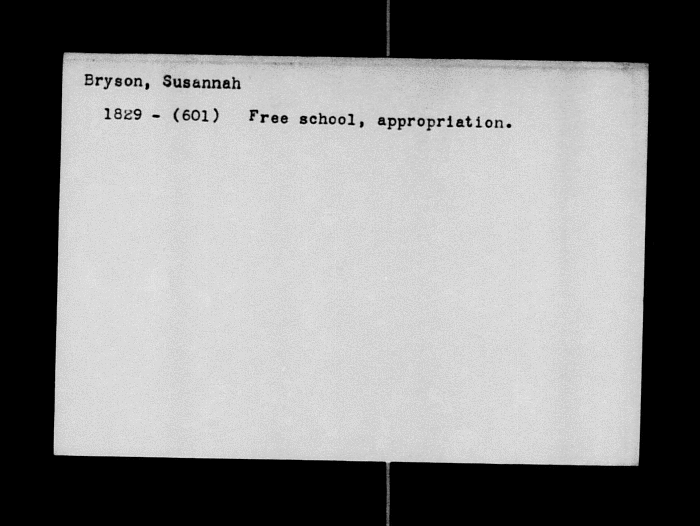 Bryson, Susannah
1829 - (601) Free school, appropriation.